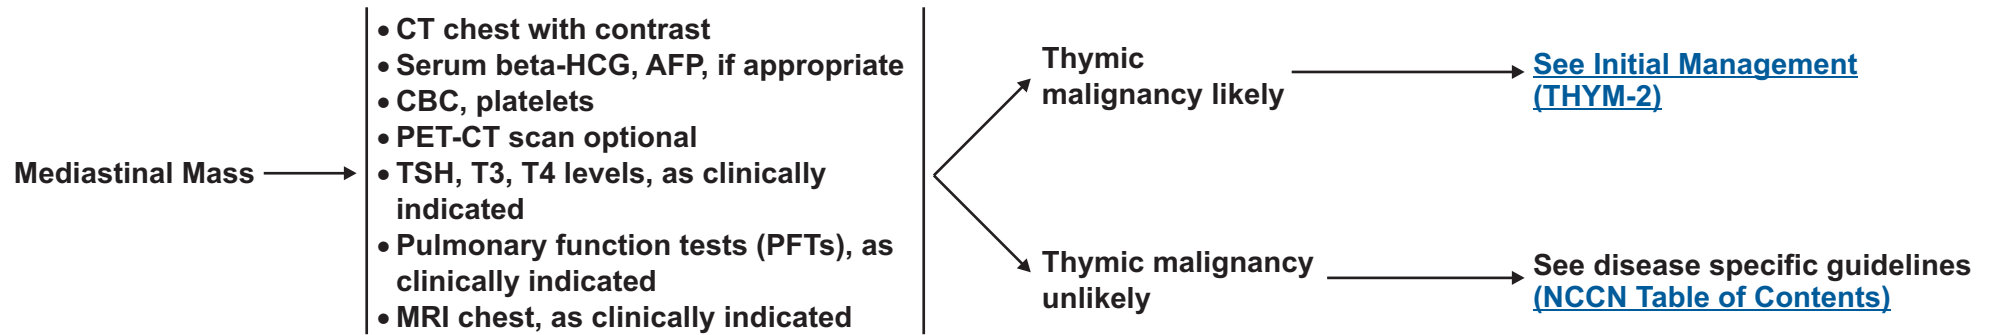 Mediastinal Mass
• CT chest with contrast
• Serum beta-HCG, AFP, if appropriate
• CBC, platelets
• PET-CT scan optional
• TSH, T3, T4 levels, as clinically
indicated
• Pulmonary function tests (PFTs), as
clinically indicated
• MRI chest, as clinically indicated
Thymic
malignancy likely
See Initial Management
(THYM-2)
Thymic malignancy
unlikely
See disease specific guidelines
(NCCN Table of Contents)